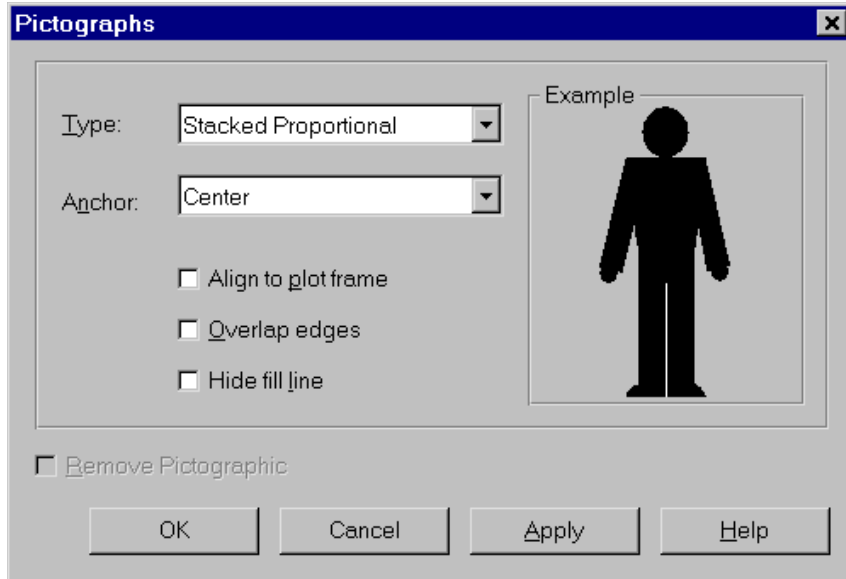 Pictographs
Example
Type:
Stacked Proportional
Anchor:
Center
Align to plot frame
Overlap edges
Hide fill line
Remove Pictographic
OK Cancel Apply Help